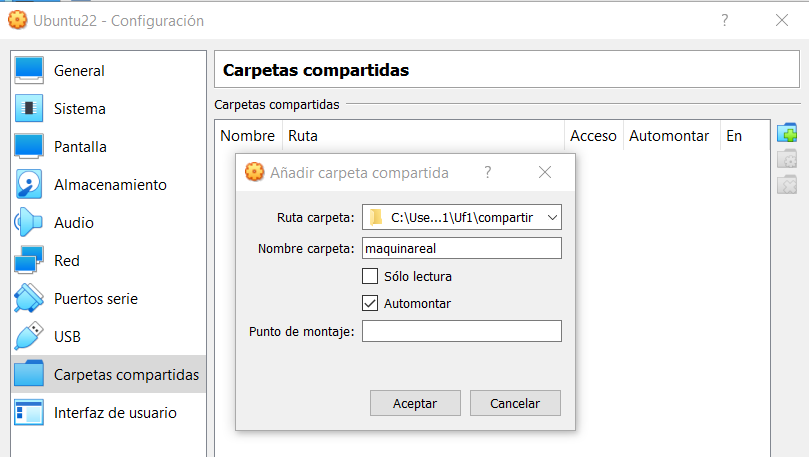 Ubuntu22 - Configuración
?
General
Sistema
Pantalla
Almacenamiento
Audio
Red
Puertos serie
USB
Carpetas compartidas
Interfaz de usuario
Carpetas compartidas
Carpetas compartidas
Nombre Ruta Acceso Automontar En
Añadir carpeta compartida ?
Ruta carpeta: C:\Use...1\Uf1\compartir
Nombre carpeta: maquinareal
Sólo lectura
Automontar
Punto de montaje:
Aceptar Cancelar